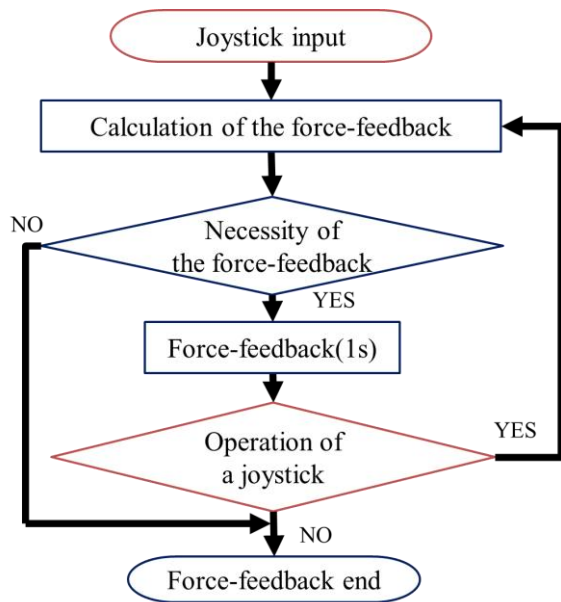 Joystick input
Calculation of the force-feedback
NO
Necessity of
the force-feedback
YES
Force-feedback(1s)
Operation of
a joystick
YES
NO
Force-feedback end